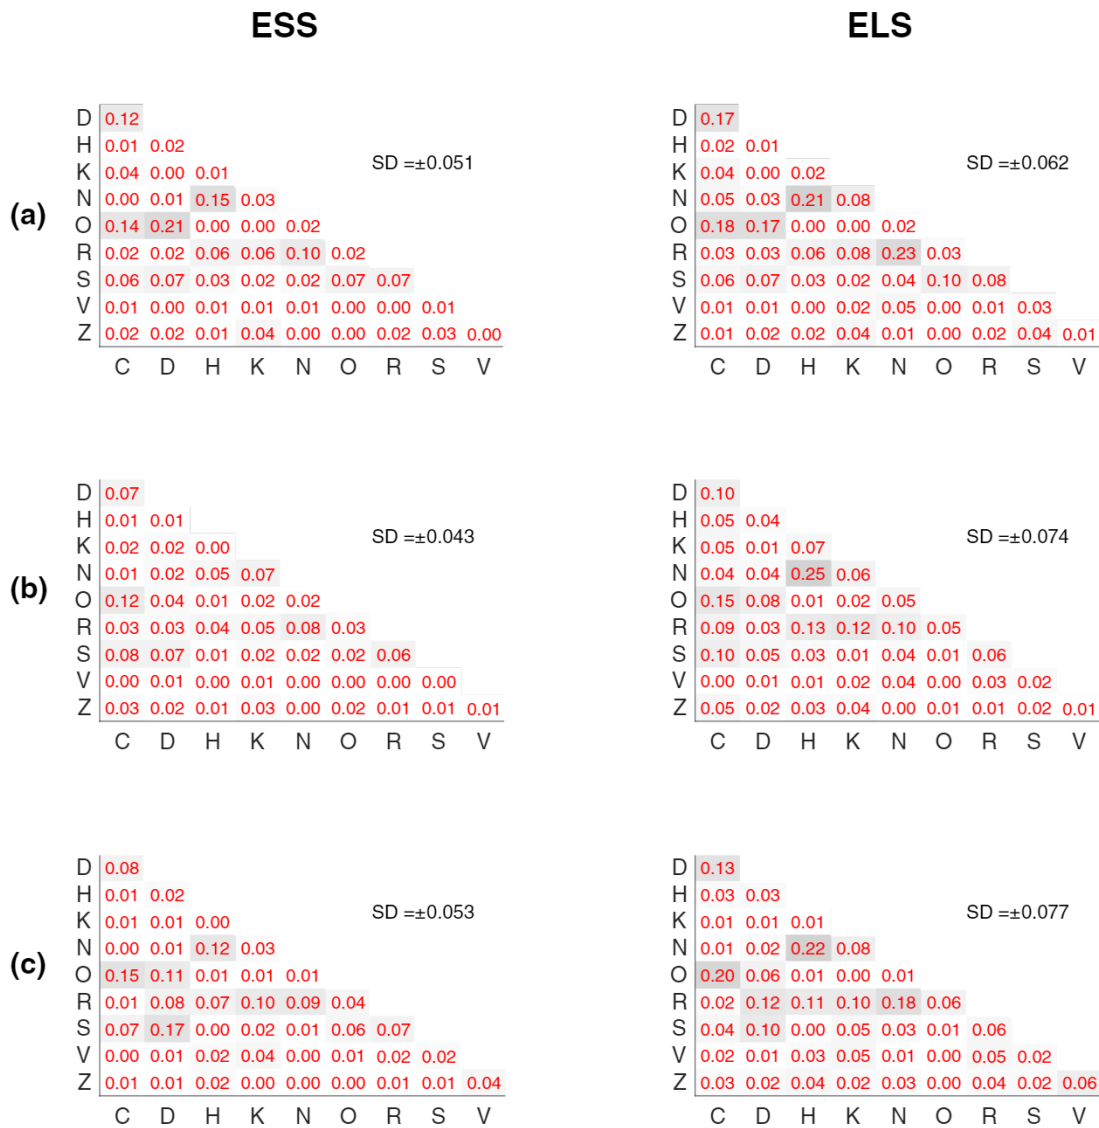 ESS ELS
(a)
D 0.12
H 0.01 0.02
K 0.04 0.00 0.01
N 0.00 0.01 0.15 0.03
O 0.14 0.21 0.00 0.00 0.02
R 0.02 0.02 0.06 0.06 0.10 0.02
S 0.06 0.07 0.03 0.02 0.02 0.07 0.07
V 0.01 0.00 0.01 0.01 0.01 0.00 0.00 0.01
Z 0.02 0.02 0.01 0.04 0.00 0.00 0.02 0.03 0.00
C D H K N O R S V
SD =±0.051
D 0.17
H 0.02 0.01
K 0.04 0.00 0.02
N 0.05 0.03 0.21 0.08
O 0.18 0.17 0.00 0.00 0.02
R 0.03 0.03 0.06 0.08 0.23 0.03
S 0.06 0.07 0.03 0.02 0.04 0.10 0.08
V 0.01 0.01 0.00 0.02 0.05 0.00 0.01 0.03
Z 0.01 0.02 0.02 0.04 0.01 0.00 0.02 0.04 0.01
C D H K N O R S V
SD =±0.062
(b)
D 0.07
H 0.01 0.01
K 0.02 0.02 0.00
N 0.01 0.02 0.05 0.07
O 0.12 0.04 0.01 0.02 0.02
R 0.03 0.03 0.04 0.05 0.08 0.03
S 0.08 0.07 0.01 0.02 0.02 0.02 0.06
V 0.00 0.01 0.00 0.01 0.00 0.00 0.00 0.00
Z 0.03 0.02 0.01 0.03 0.00 0.02 0.01 0.01 0.01
C D H K N O R S V
SD =±0.043
D 0.10
H 0.05 0.04
K 0.05 0.01 0.07
N 0.04 0.04 0.25 0.06
O 0.15 0.08 0.01 0.02 0.05
R 0.09 0.03 0.13 0.12 0.10 0.05
S 0.10 0.05 0.03 0.01 0.04 0.01 0.06
V 0.00 0.01 0.01 0.02 0.04 0.00 0.03 0.02
Z 0.05 0.02 0.03 0.04 0.00 0.01 0.01 0.02 0.01
C D H K N O R S V
SD =±0.074
(c)
D 0.08
H 0.01 0.02
K 0.01 0.01 0.00
N 0.00 0.01 0.12 0.03
O 0.15 0.11 0.01 0.01 0.01
R 0.01 0.08 0.07 0.10 0.09 0.04
S 0.07 0.17 0.00 0.02 0.01 0.06 0.07
V 0.00 0.01 0.02 0.04 0.00 0.01 0.02 0.02
Z 0.01 0.01 0.02 0.00 0.00 0.00 0.01 0.01 0.04
C D H K N O R S V
SD =±0.053
D 0.13
H 0.03 0.03
K 0.01 0.01 0.01
N 0.01 0.02 0.22 0.08
O 0.20 0.06 0.01 0.00 0.01
R 0.02 0.12 0.11 0.10 0.18 0.06
S 0.04 0.10 0.00 0.05 0.03 0.01 0.06
V 0.02 0.01 0.03 0.05 0.01 0.00 0.05 0.02
Z 0.03 0.02 0.04 0.02 0.03 0.00 0.04 0.02 0.06
C D H K N O R S V
SD =±0.077